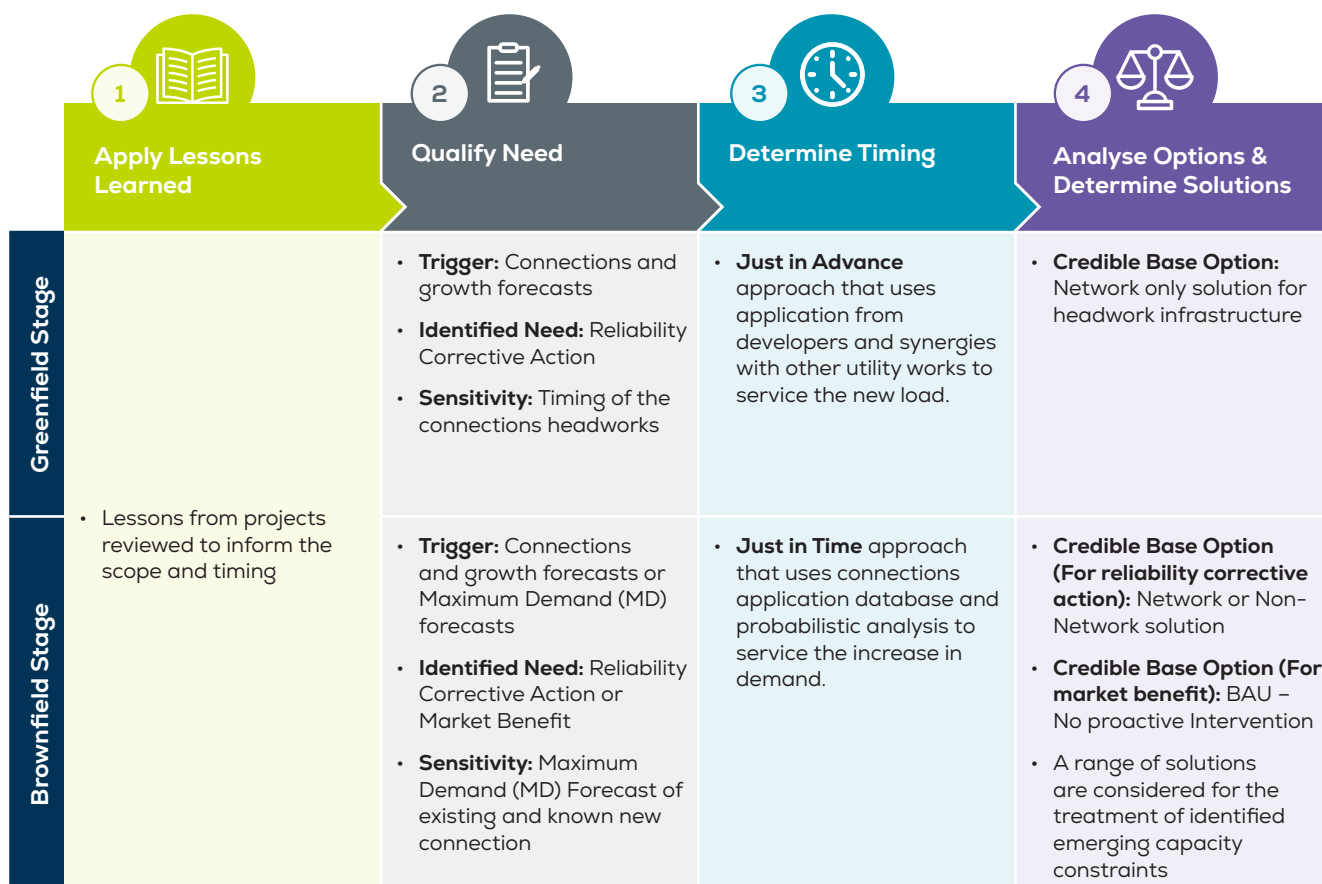 1
Apply Lessons
Learned
2
Qualify Need
3
Determine Timing
4
Analyse Options &
Determine Solutions
Greenfield Stage
Brownfield Stage
• Lessons from projects
reviewed to inform the
scope and timing
• Trigger: Connections and
growth forecasts
• Identified Need: Reliability
Corrective Action
• Sensitivity: Timing of the
connections headworks
• Just in Advance
approach that uses
application from
developers and synergies
with other utility works to
service the new load.
• Credible Base Option:
Network only solution for
headwork infrastructure
• Trigger: Connections
and growth forecasts or
Maximum Demand (MD)
forecasts
• Identified Need: Reliability
Corrective Action or
Market Benefit
• Sensitivity: Maximum
Demand (MD) Forecast of
existing and known new
connection
• Just in Time approach
that uses connections
application database and
probabilistic analysis to
service the increase in
demand.
• Credible Base Option
(For reliability corrective
action): Network or Non-
Network solution
• Credible Base Option (For
market benefit): BAU –
No proactive Intervention
• A range of solutions
are considered for the
treatment of identified
emerging capacity
constraints